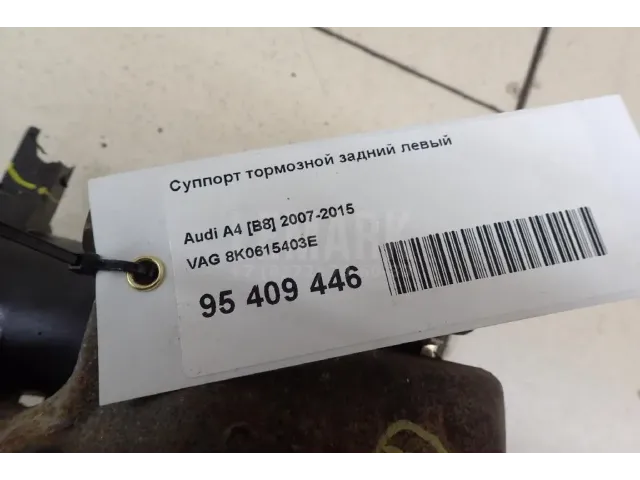 Суппорт тормозной задний левый
Audi A4 [B8] 2007-2015
VAG 8K0615403E
95 409 446